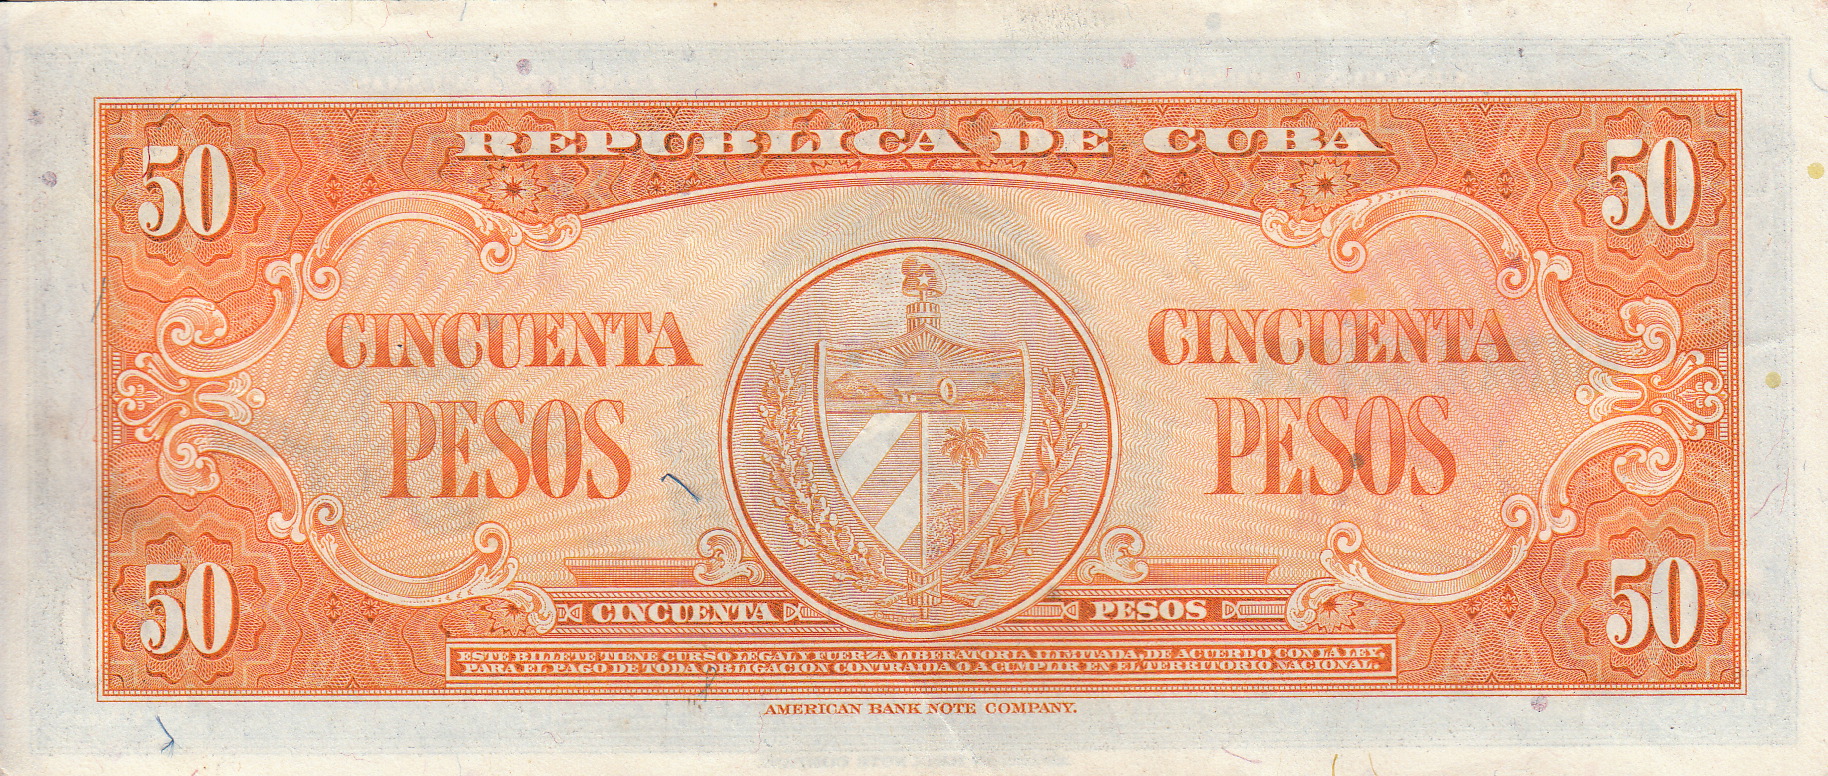 REPUBLICA DE CUBA
50
50
CINCUENTA
PESOS
CINCUENTA
PESOS
50
50
CINCUENTA
PESOS
ESTE BILLETE TIENE CURSO LEGAL Y FUERZA LIBERATORIA ILIMITADA, DE ACUERDO CON LA LEY,
PARA EL PAGO DE TODA OBLIGACION CONTRAIDA O A CUMPLIR EN EL TERRITORIO NACIONAL.
AMERICAN BANK NOTE COMPANY.